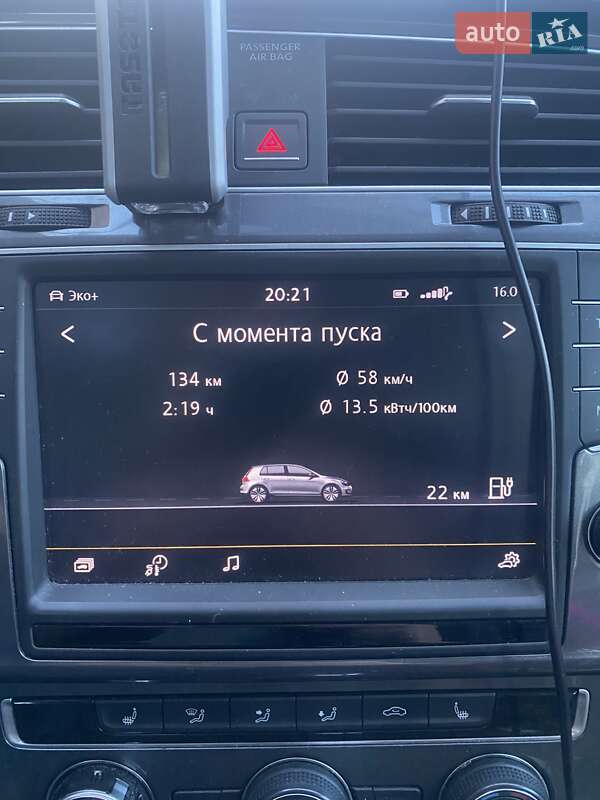 auto RIA
.com
PASSENGER
AIR BAG
Эко+ 20:21 16.0
< С момента пуска >
134 км Ø 58 км/ч
2:19 ч Ø 13.5 кВтч/100км
22 км